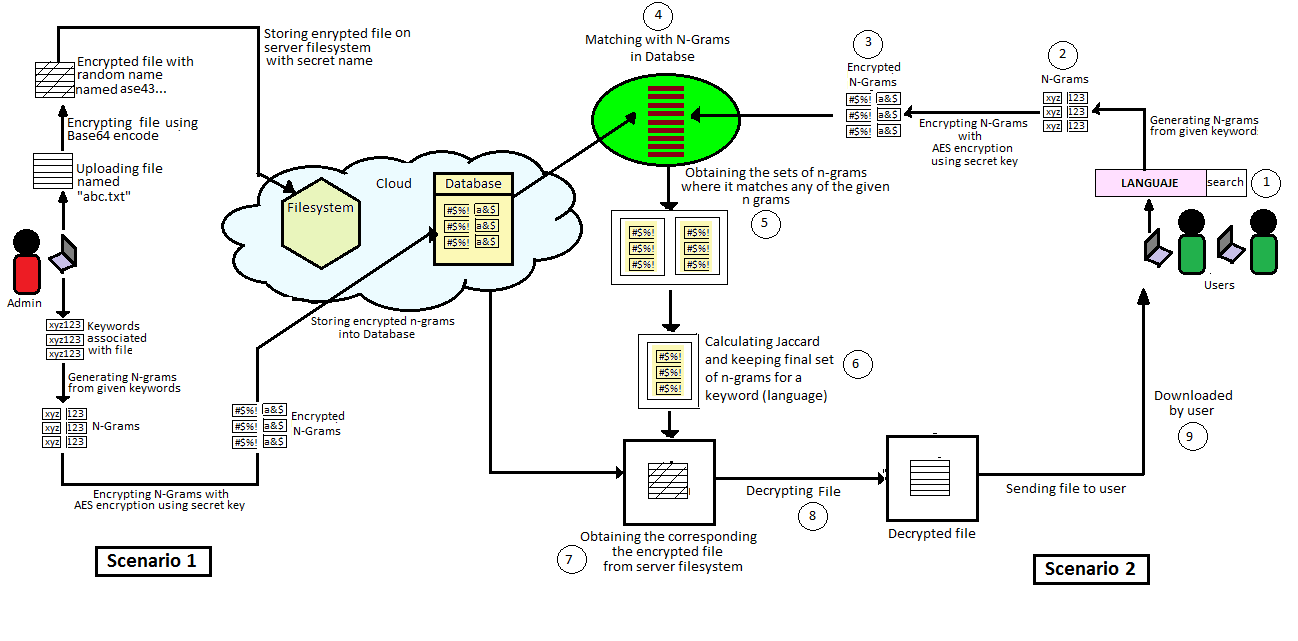 Storing enrypted file on
server filesystem
with secret name
Encrypted file with
random name
named ase43...
Encrypting file using
Base64 encode
Uploading file
named
"abc.txt"
Admin
xyz123
xyz123
xyz123
Keywords
associated
with file
Generating N-grams
from given keywords
xyz 123
xyz 123
xyz 123
N-Grams
Encrypting N-Grams with
AES encryption using secret key
#$%! a&$
#$%! a&$
#$%! a&$
Encrypted
N-Grams
Storing encrypted n-grams
into Database
Cloud
Filesystem
Database
#$%! a&$
#$%! a&$
#$%! a&$
Scenario 1
4
Matching with N-Grams
in Databse
3
Encrypted
N-Grams
#$%! a&$
#$%! a&$
#$%! a&$
2
N-Grams
xyz 123
xyz 123
xyz 123
Encrypting N-Grams
with
AES encryption
using secret key
Generating N-grams
from given keyword
LANGUAJE search 1
Users
Obtaining the sets of n-grams
where it matches any of the given
n grams
5
#$%! #$%!
#$%! #$%!
#$%! #$%!
#$%!
#$%!
#$%!
Calculating Jaccard
and keeping final set
of n-grams for a
keyword (language)
6
Obtaining the corresponding
the encrypted file
from server filesystem
7
Decrypting File
8
Decrypted file
Sending file to user
Downloaded
by user
9
Scenario 2